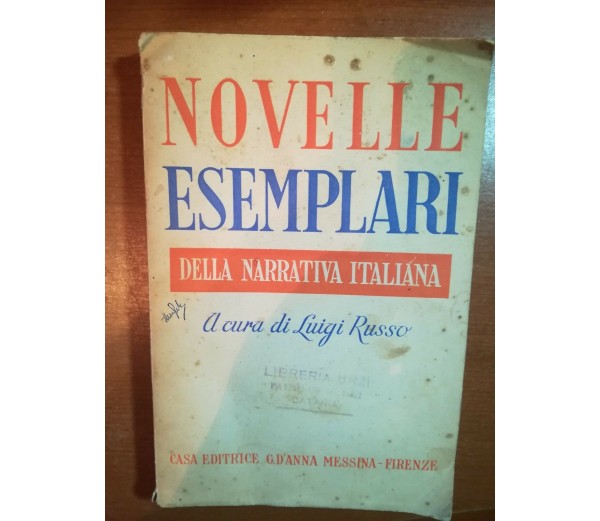 NOVELLE
ESEMPLARI
DELLA NARRATIVA ITALIANA
A cura di Luigi Russo
LIBRERIA
CASA EDITRICE G. D'ANNA MESSINA - FIRENZE